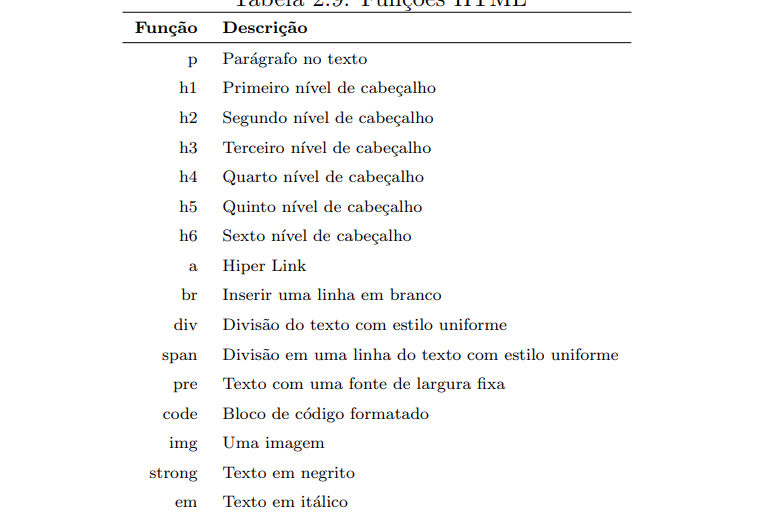 Tabela 2.9: Funções HTML
Função Descrição
p Parágrafo no texto
h1 Primeiro nível de cabeçalho
h2 Segundo nível de cabeçalho
h3 Terceiro nível de cabeçalho
h4 Quarto nível de cabeçalho
h5 Quinto nível de cabeçalho
h6 Sexto nível de cabeçalho
a Hiper Link
br Inserir uma linha em branco
div Divisão do texto com estilo uniforme
span Divisão em uma linha do texto com estilo uniforme
pre Texto com uma fonte de largura fixa
code Bloco de código formatado
img Uma imagem
strong Texto em negrito
em Texto em itálico